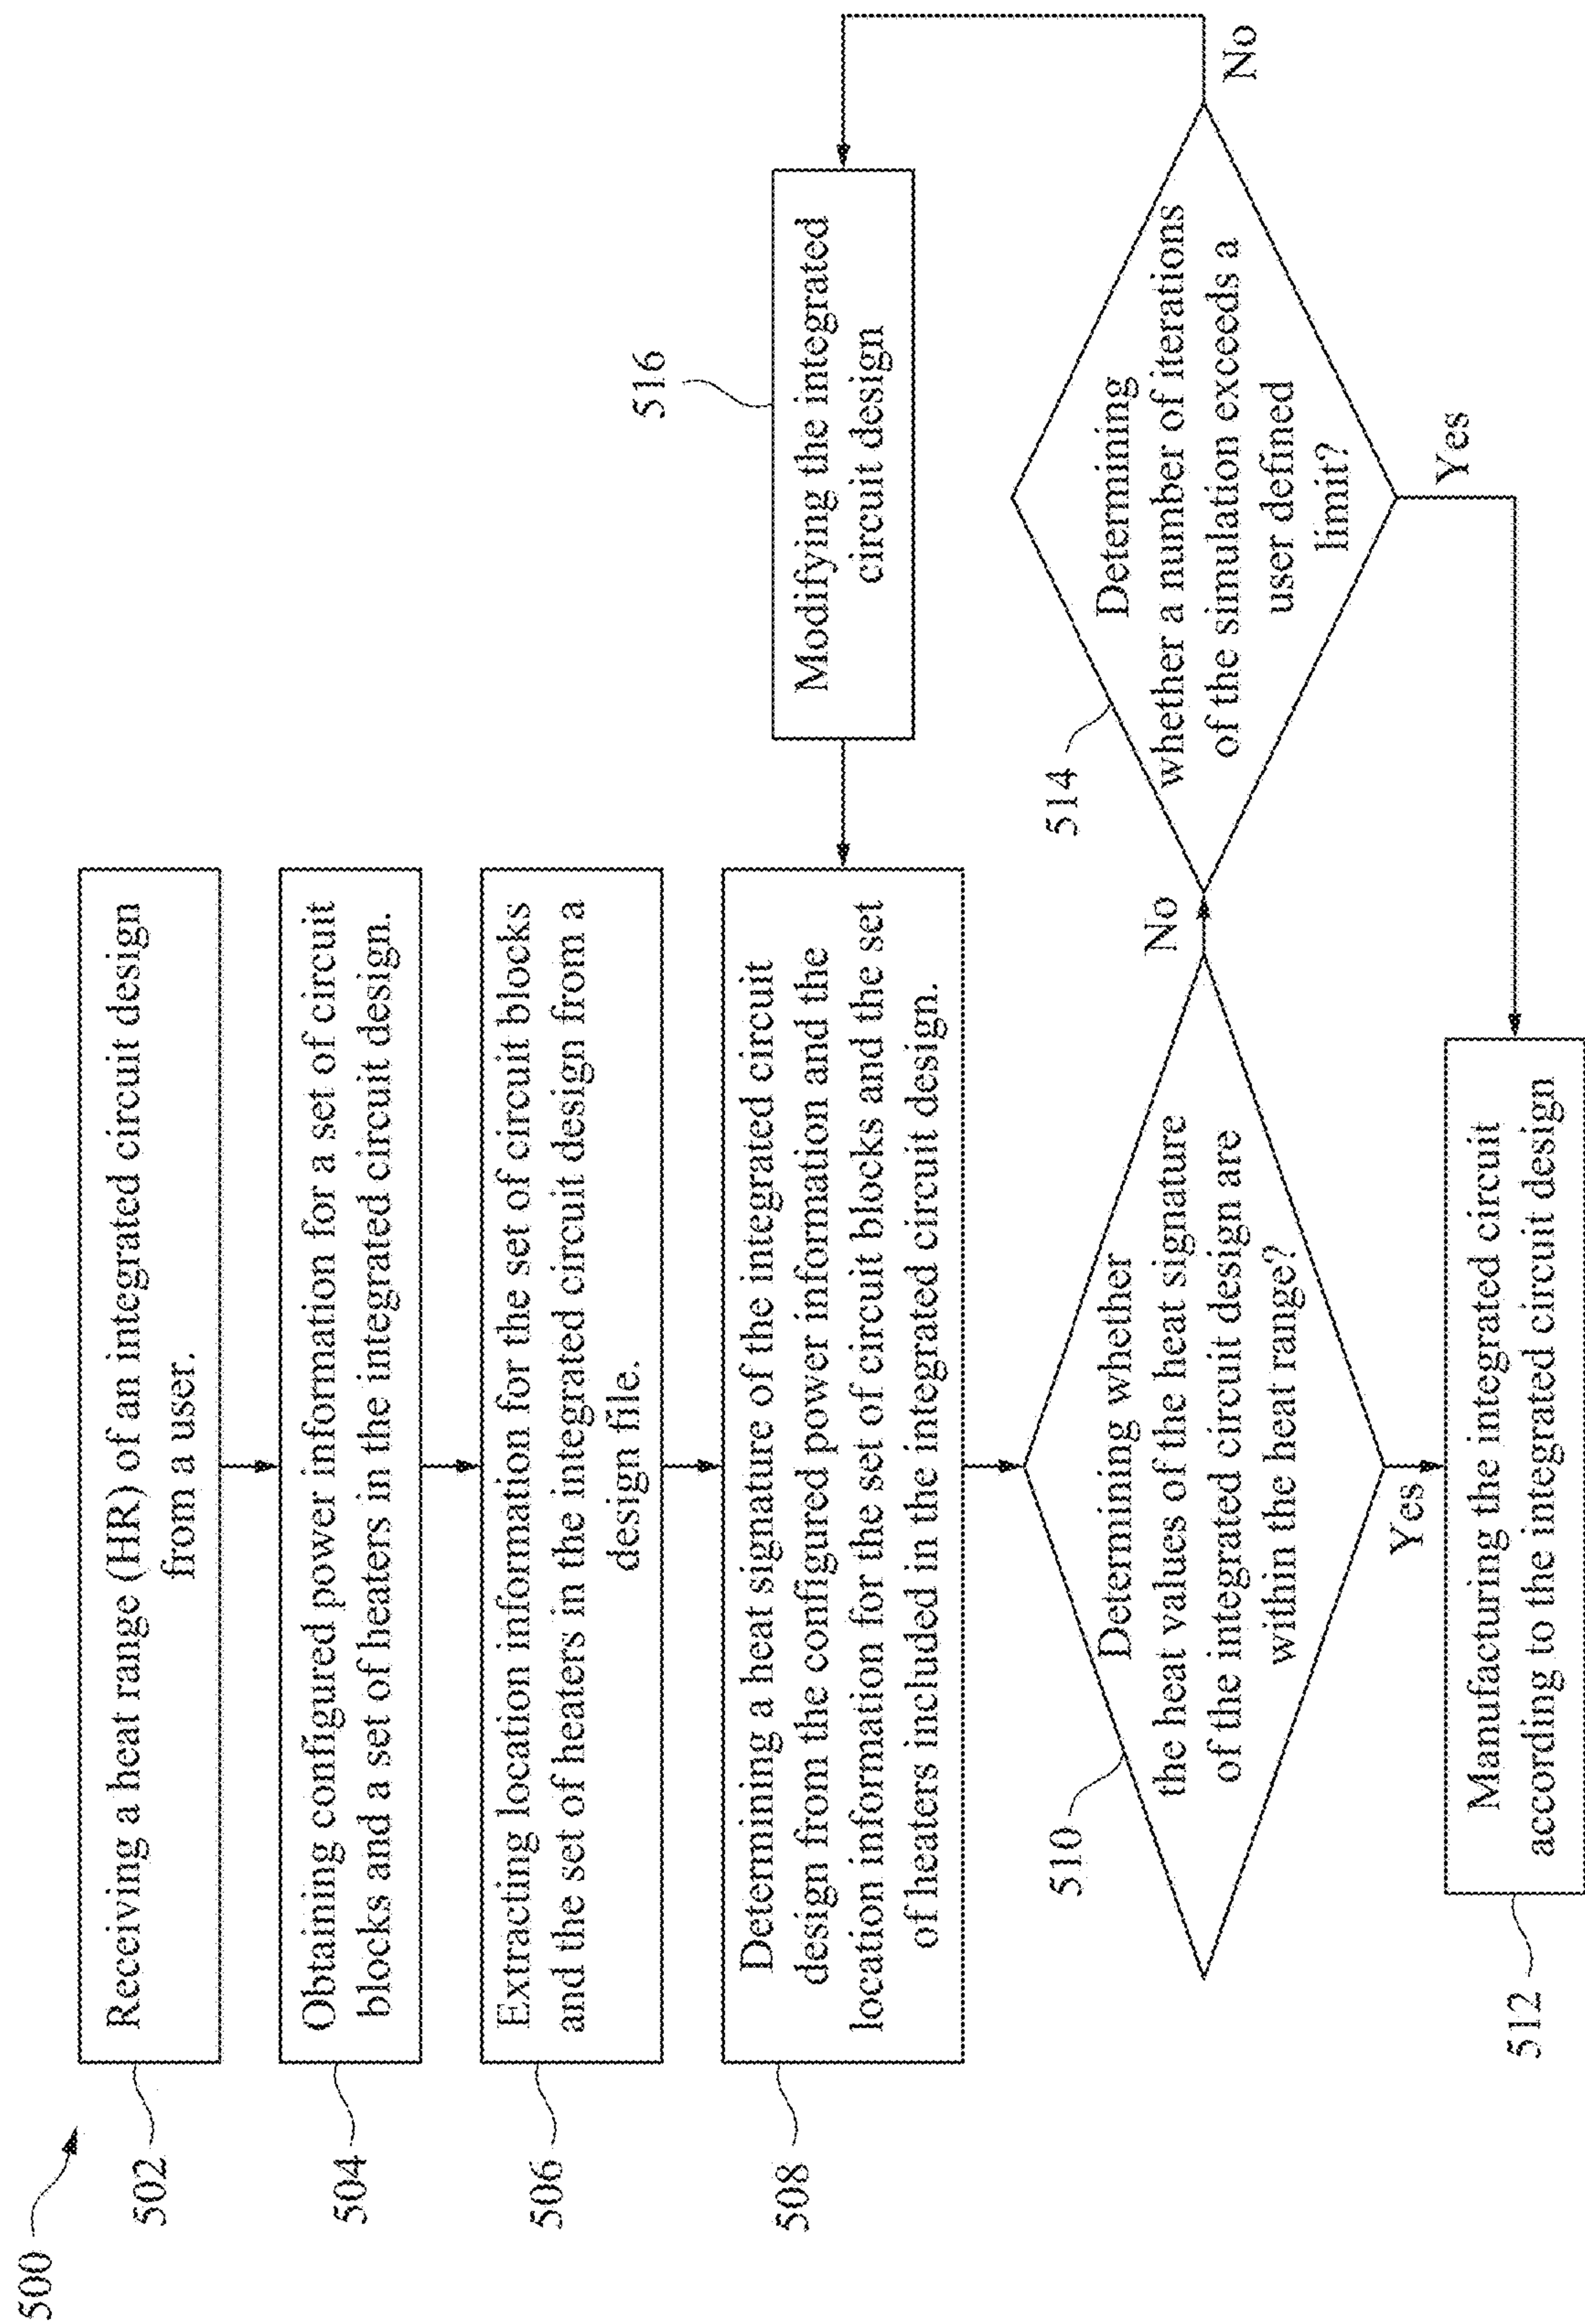 500
502
Receiving a heat range (HR) of an integrated circuit design
from a user.
504
Obtaining configured power information for a set of circuit
blocks and a set of heaters in the integrated circuit design.
506
Extracting location information for the set of circuit blocks
and the set of heaters in the integrated circuit design from a
design file.
508
Determining a heat signature of the integrated circuit
design from the configured power information and the
location information for the set of circuit blocks and the set
of heaters included in the integrated circuit design.
516
Modifying the integrated
circuit design
510
Determining whether
the heat values of the heat signature
of the integrated circuit design are
within the heat range?
No
Yes
514
Determining
whether a number of iterations
of the simulation exceeds a
user defined
limit?
No
Yes
512
Manufacturing the integrated circuit
according to the integrated circuit design